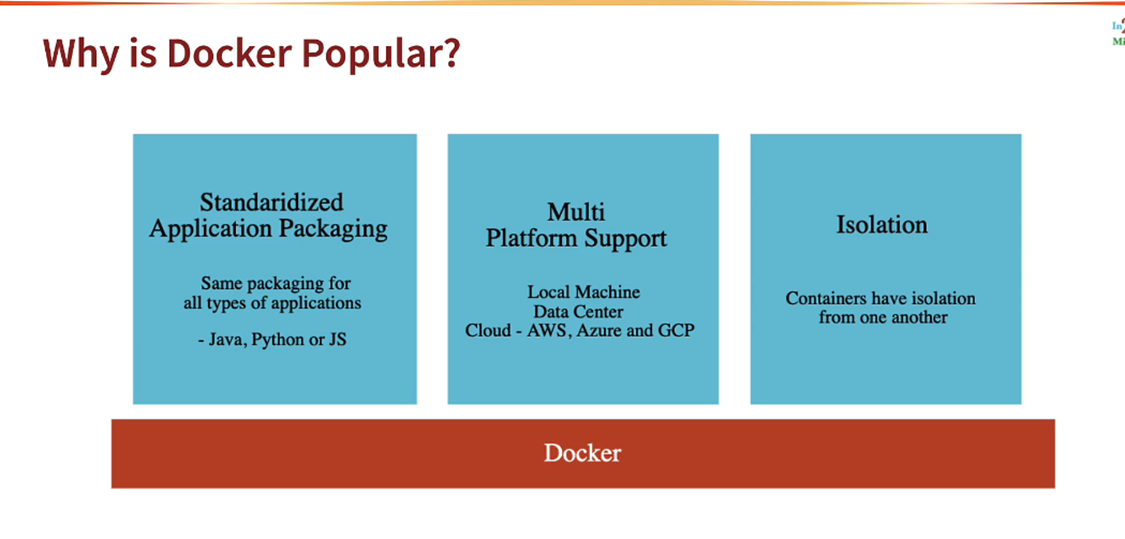 Why is Docker Popular?
In
Mi
Standaridized
Application Packaging
Same packaging for
all types of applications
- Java, Python or JS
Multi
Platform Support
Local Machine
Data Center
Cloud - AWS, Azure and GCP
Isolation
Containers have isolation
from one another
Docker